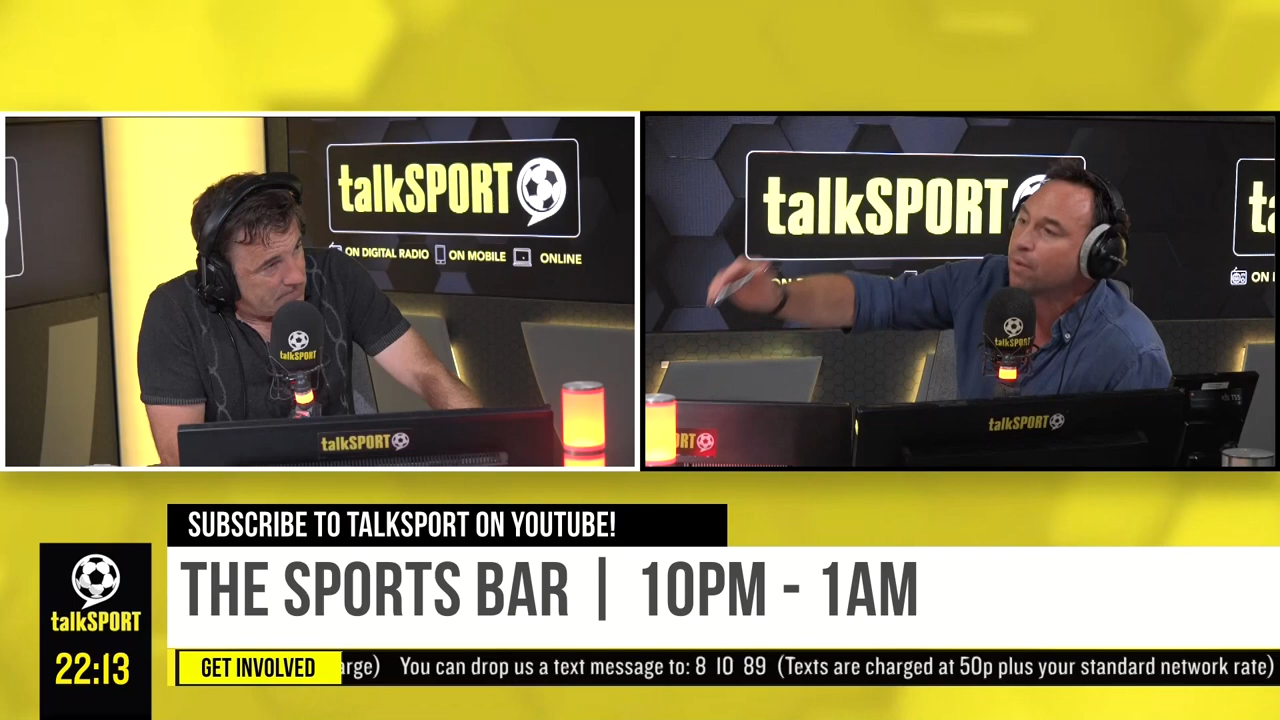 talkSPORT
ON DIGITAL RADIO ON MOBILE ONLINE
talkSPORT
talkSPORT
talkSPORT
talkSPORT
talkSPORT
SUBSCRIBE TO TALKSPORT ON YOUTUBE!
THE SPORTS BAR | 10PM - 1AM
talkSPORT
22:13
GET INVOLVED
arge) You can drop us a text message to: 8 10 89 (Texts are charged at 50p plus your standard network rate)